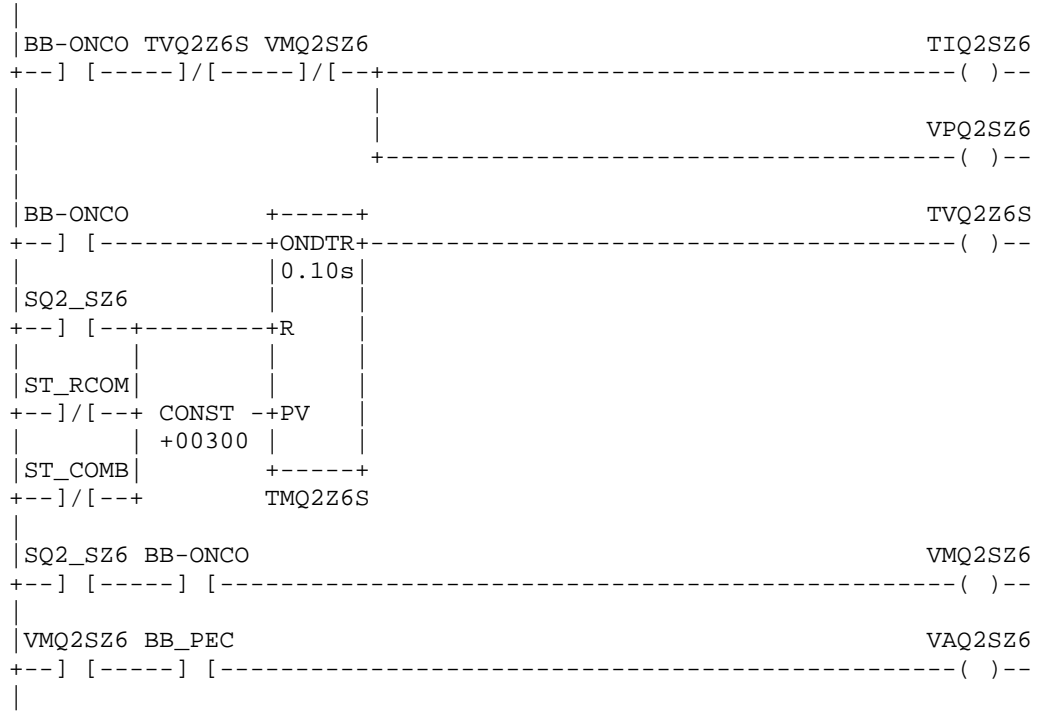 |
|BB-ONCO TVQ2Z6S VMQ2SZ6                                     TIQ2SZ6
+--] [-----]/[-----]/[--+--------------------------------------( )--
|                       |
|                       |                                    VPQ2SZ6
|                       +--------------------------------------( )--
|
|BB-ONCO         +-----+                                     TVQ2Z6S
+--] [-----------+ONDTR+---------------------------------------( )--
|                |0.10s|
|SQ2_SZ6         |     |
+--] [--+--------+R    |
|       |        |     |
|ST_RCOM|        |     |
+--]/[--+ CONST -+PV   |
|       | +00300 |     |
|ST_COMB|        +-----+
+--]/[--+        TMQ2Z6S
|
|SQ2_SZ6 BB-ONCO                                             VMQ2SZ6
+--] [-----] [-------------------------------------------------( )--
|
|VMQ2SZ6 BB_PEC                                              VAQ2SZ6
+--] [-----] [-------------------------------------------------( )--
|